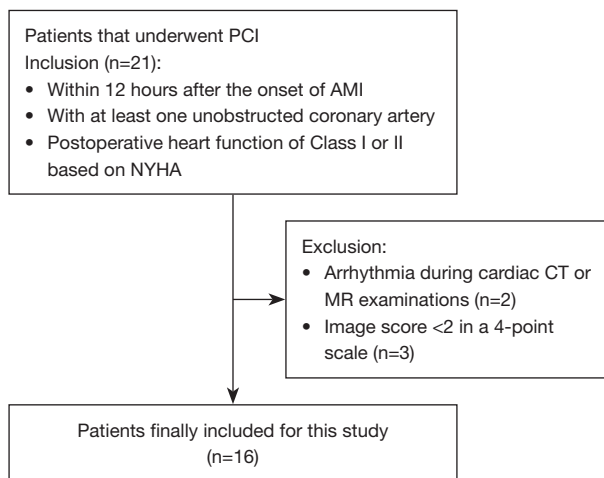 Patients that underwent PCI
Inclusion (n=21):
• Within 12 hours after the onset of AMI
• With at least one unobstructed coronary artery
• Postoperative heart function of Class I or II
based on NYHA
Exclusion:
• Arrhythmia during cardiac CT or
MR examinations (n=2)
• Image score <2 in a 4-point
scale (n=3)
Patients finally included for this study
(n=16)